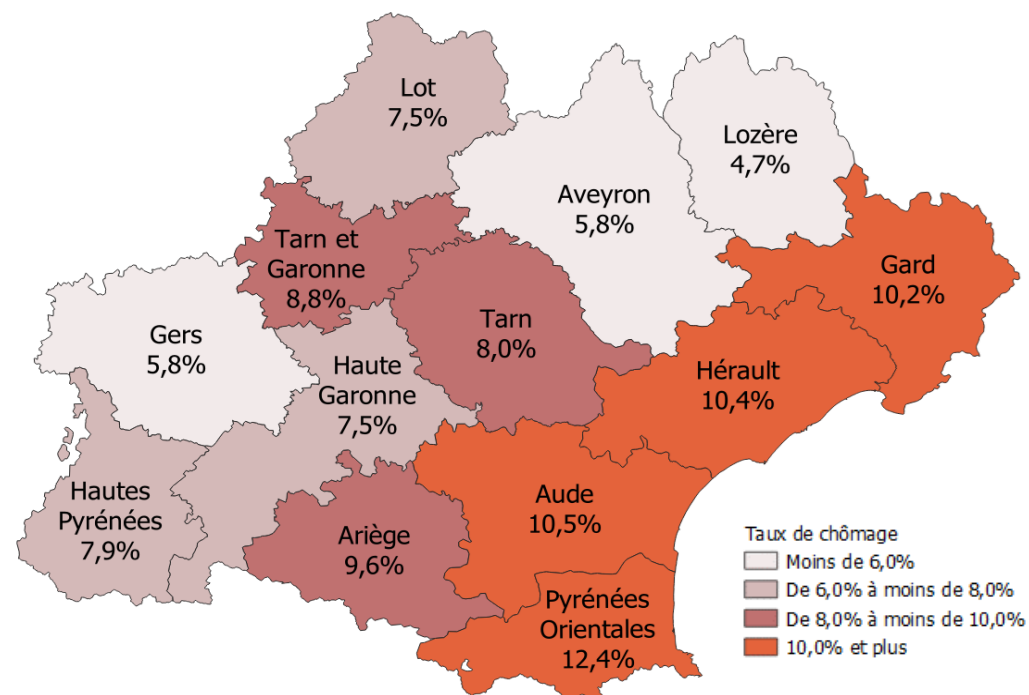 Lot
7,5%
Lozère
4,7%
Aveyron
5,8%
Tarn et
Garonne
8,8%
Gard
10,2%
Gers
5,8%
Tarn
8,0%
Haute
Garonne
7,5%
Hérault
10,4%
Hautes
Pyrénées
7,9%
Ariège
9,6%
Aude
10,5%
Pyrénées
Orientales
12,4%
Taux de chômage
Moins de 6,0%
De 6,0% à moins de 8,0%
De 8,0% à moins de 10,0%
10,0% et plus